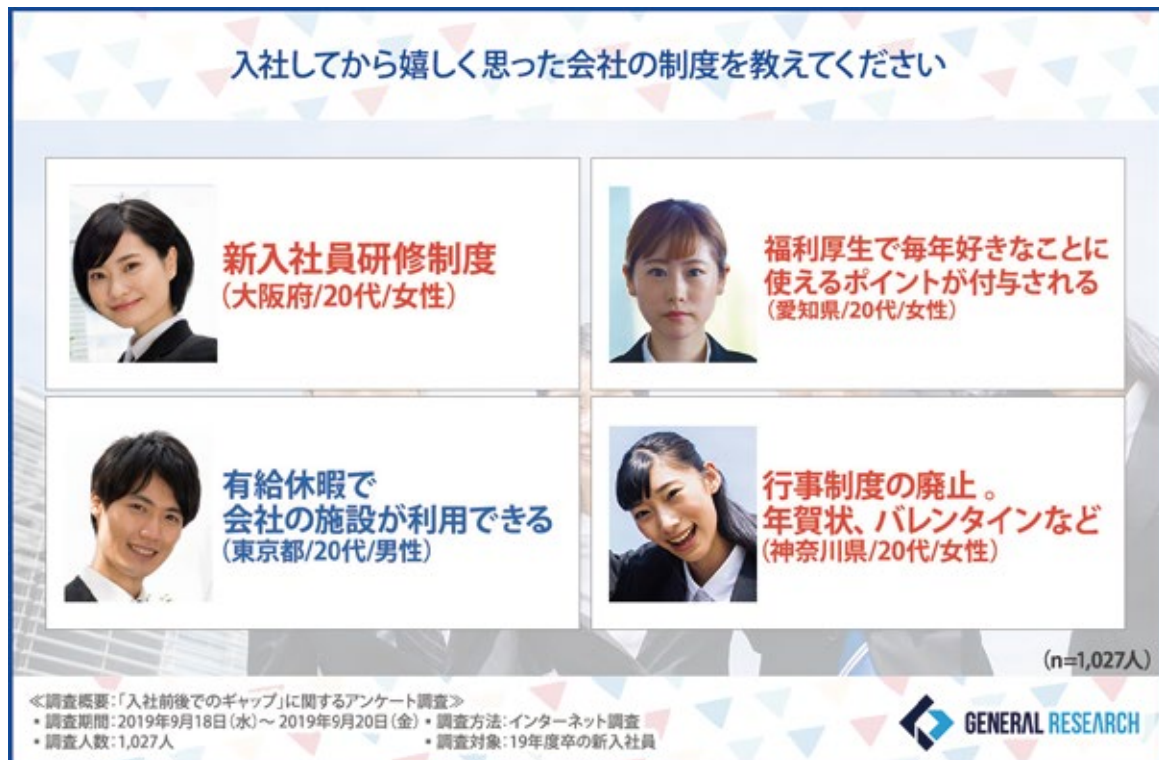 入社してから嬉しく思った会社の制度を教えてください
新入社員研修制度
(大阪府/20代/女性)
福利厚生で毎年好きなことに
使えるポイントが付与される
(愛知県/20代/女性)
有給休暇で
会社の施設が利用できる
(東京都/20代/男性)
行事制度の廃止 。
年賀状、バレンタインなど
(神奈川県/20代/女性)
(n=1,027人)
≪調査概要:「入社前後でのギャップ」に関するアンケート調査≫
・調査期間:2019年9月18日(水)～ 2019年9月20日(金) ・調査方法:インターネット調査
・調査人数:1,027人 ・調査対象:19年度卒の新入社員
GENERAL RESEARCH